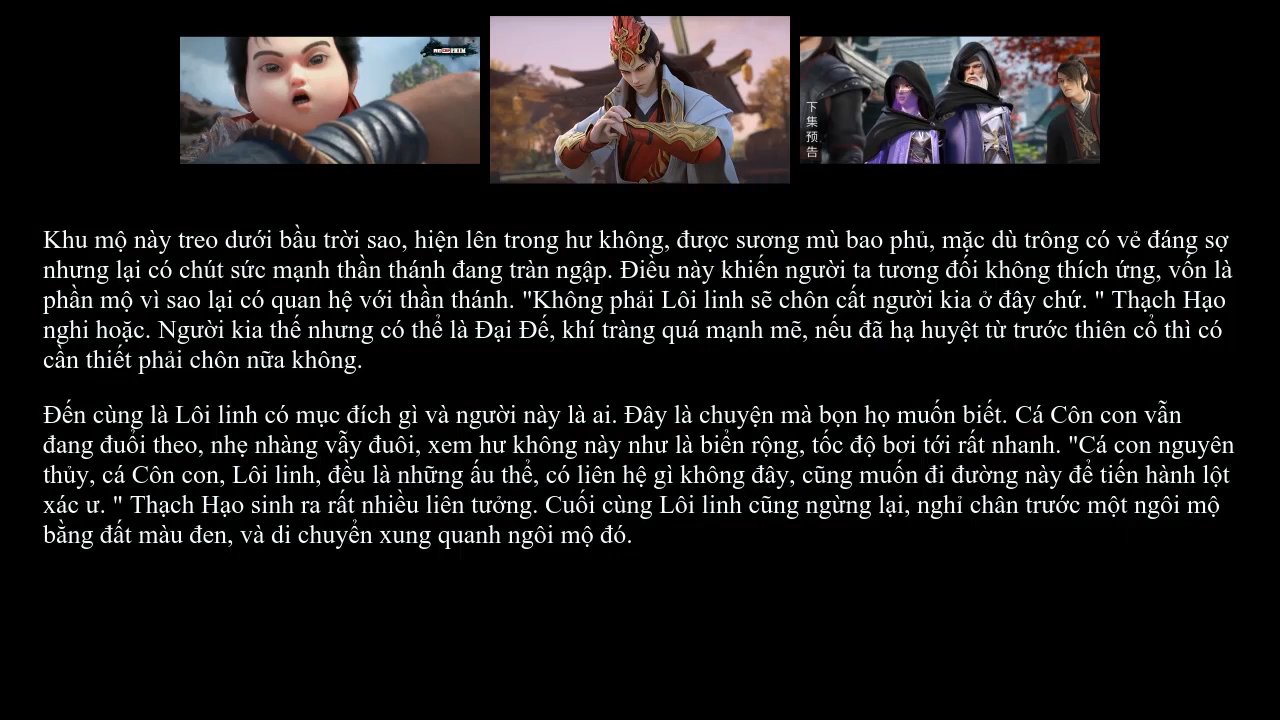 下集预告
Khu mộ này treo dưới bầu trời sao, hiện lên trong hư không, được sương mù bao phủ, mặc dù trông có vẻ đáng sợ
nhưng lại có chút sức mạnh thần thánh đang tràn ngập. Điều này khiến người ta tương đối không thích ứng, vốn là
phần mộ vì sao lại có quan hệ với thần thánh. "Không phải Lôi linh sẽ chôn cất người kia ở đây chứ. " Thạch Hạo
nghi hoặc. Người kia thế nhưng có thể là Đại Đế, khí tràng quá mạnh mẽ, nếu đã hạ huyệt từ trước thiên cổ thì có
cần thiết phải chôn nữa không.
Đến cùng là Lôi linh có mục đích gì và người này là ai. Đây là chuyện mà bọn họ muốn biết. Cá Côn con vẫn
đang đuổi theo, nhẹ nhàng vẫy đuôi, xem hư không này như là biển rộng, tốc độ bơi tới rất nhanh. "Cá con nguyên
thủy, cá Côn con, Lôi linh, đều là những ấu thể, có liên hệ gì không đây, cũng muốn đi đường này để tiến hành lột
xác ư. " Thạch Hạo sinh ra rất nhiều liên tưởng. Cuối cùng Lôi linh cũng ngừng lại, nghỉ chân trước một ngôi mộ
bằng đất màu đen, và di chuyển xung quanh ngôi mộ đó.